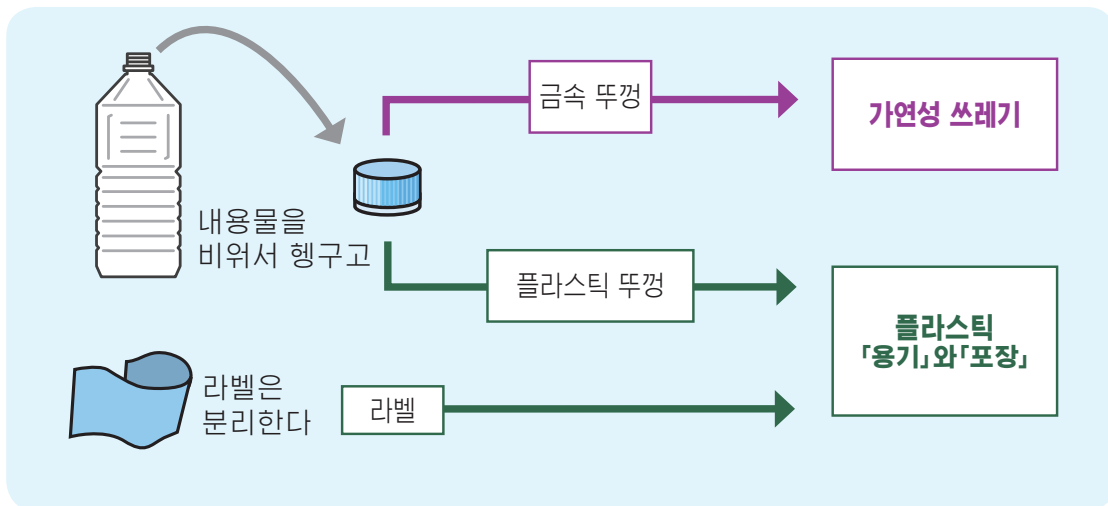 금속 뚜껑
가연성 쓰레기
내용물을
비워서 헹구고
플라스틱 뚜껑
플라스틱
「용기」와「포장」
라벨은
분리한다
라벨